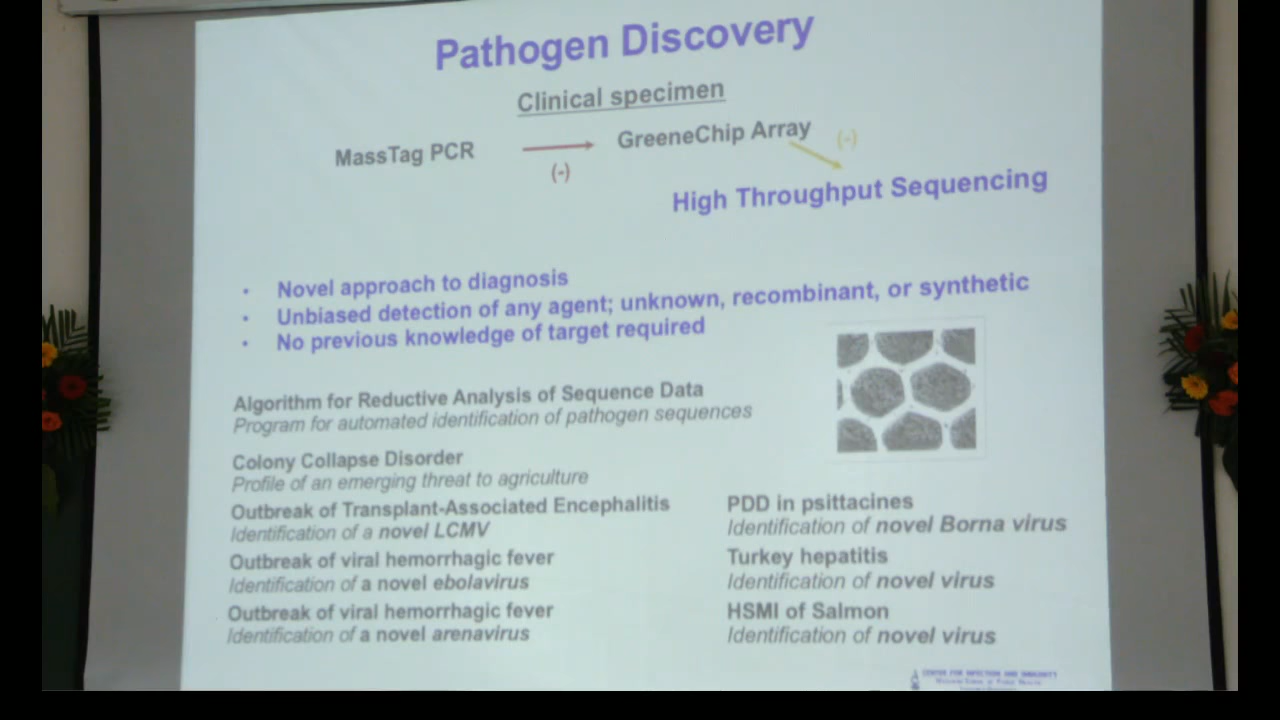 Pathogen Discovery
Clinical specimen
MassTag PCR
(-)
GreeneChip Array
(-)
High Throughput Sequencing
• Novel approach to diagnosis
• Unbiased detection of any agent; unknown, recombinant, or synthetic
• No previous knowledge of target required
Algorithm for Reductive Analysis of Sequence Data
Program for automated identification of pathogen sequences
Colony Collapse Disorder
Profile of an emerging threat to agriculture
Outbreak of Transplant-Associated Encephalitis
Identification of a novel LCMV
Outbreak of viral hemorrhagic fever
Identification of a novel ebolavirus
Outbreak of viral hemorrhagic fever
Identification of a novel arenavirus
PDD in psittacines
Identification of novel Borna virus
Turkey hepatitis
Identification of novel virus
HSMI of Salmon
Identification of novel virus
CENTER FOR INFECTION AND IMMUNITY